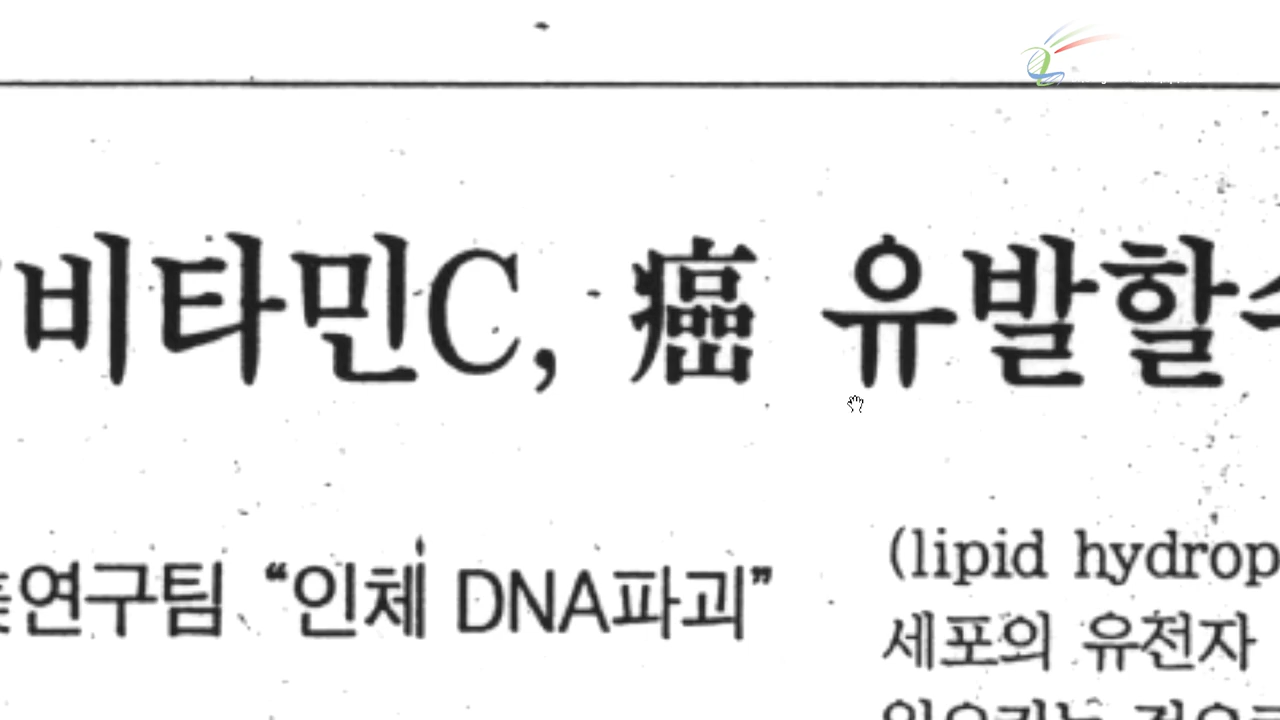 비타민C, 癌 유발할
연구팀 “인체 DNA파괴”
(lipid hydrop
세포의 유전자